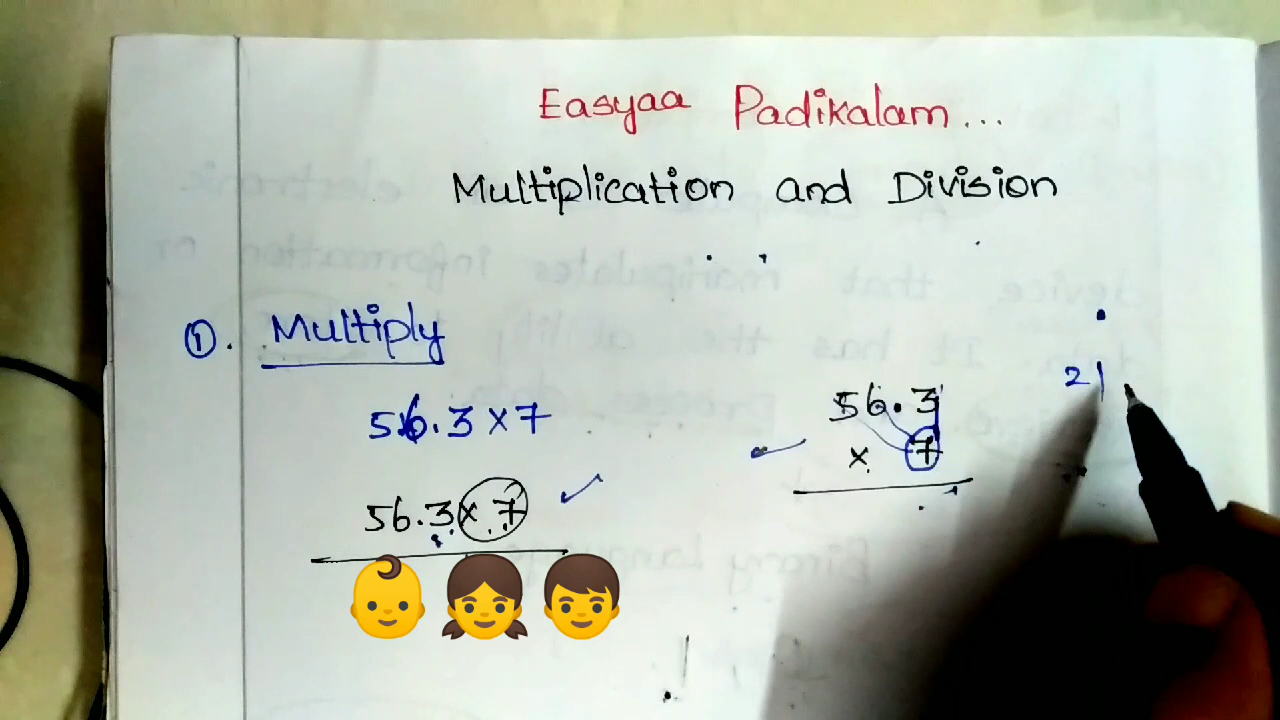 Easyaa Padikalam...
Multiplication and Division
①. Multiply
56.3 × 7
56.3 × 7
56.3
× 7
21